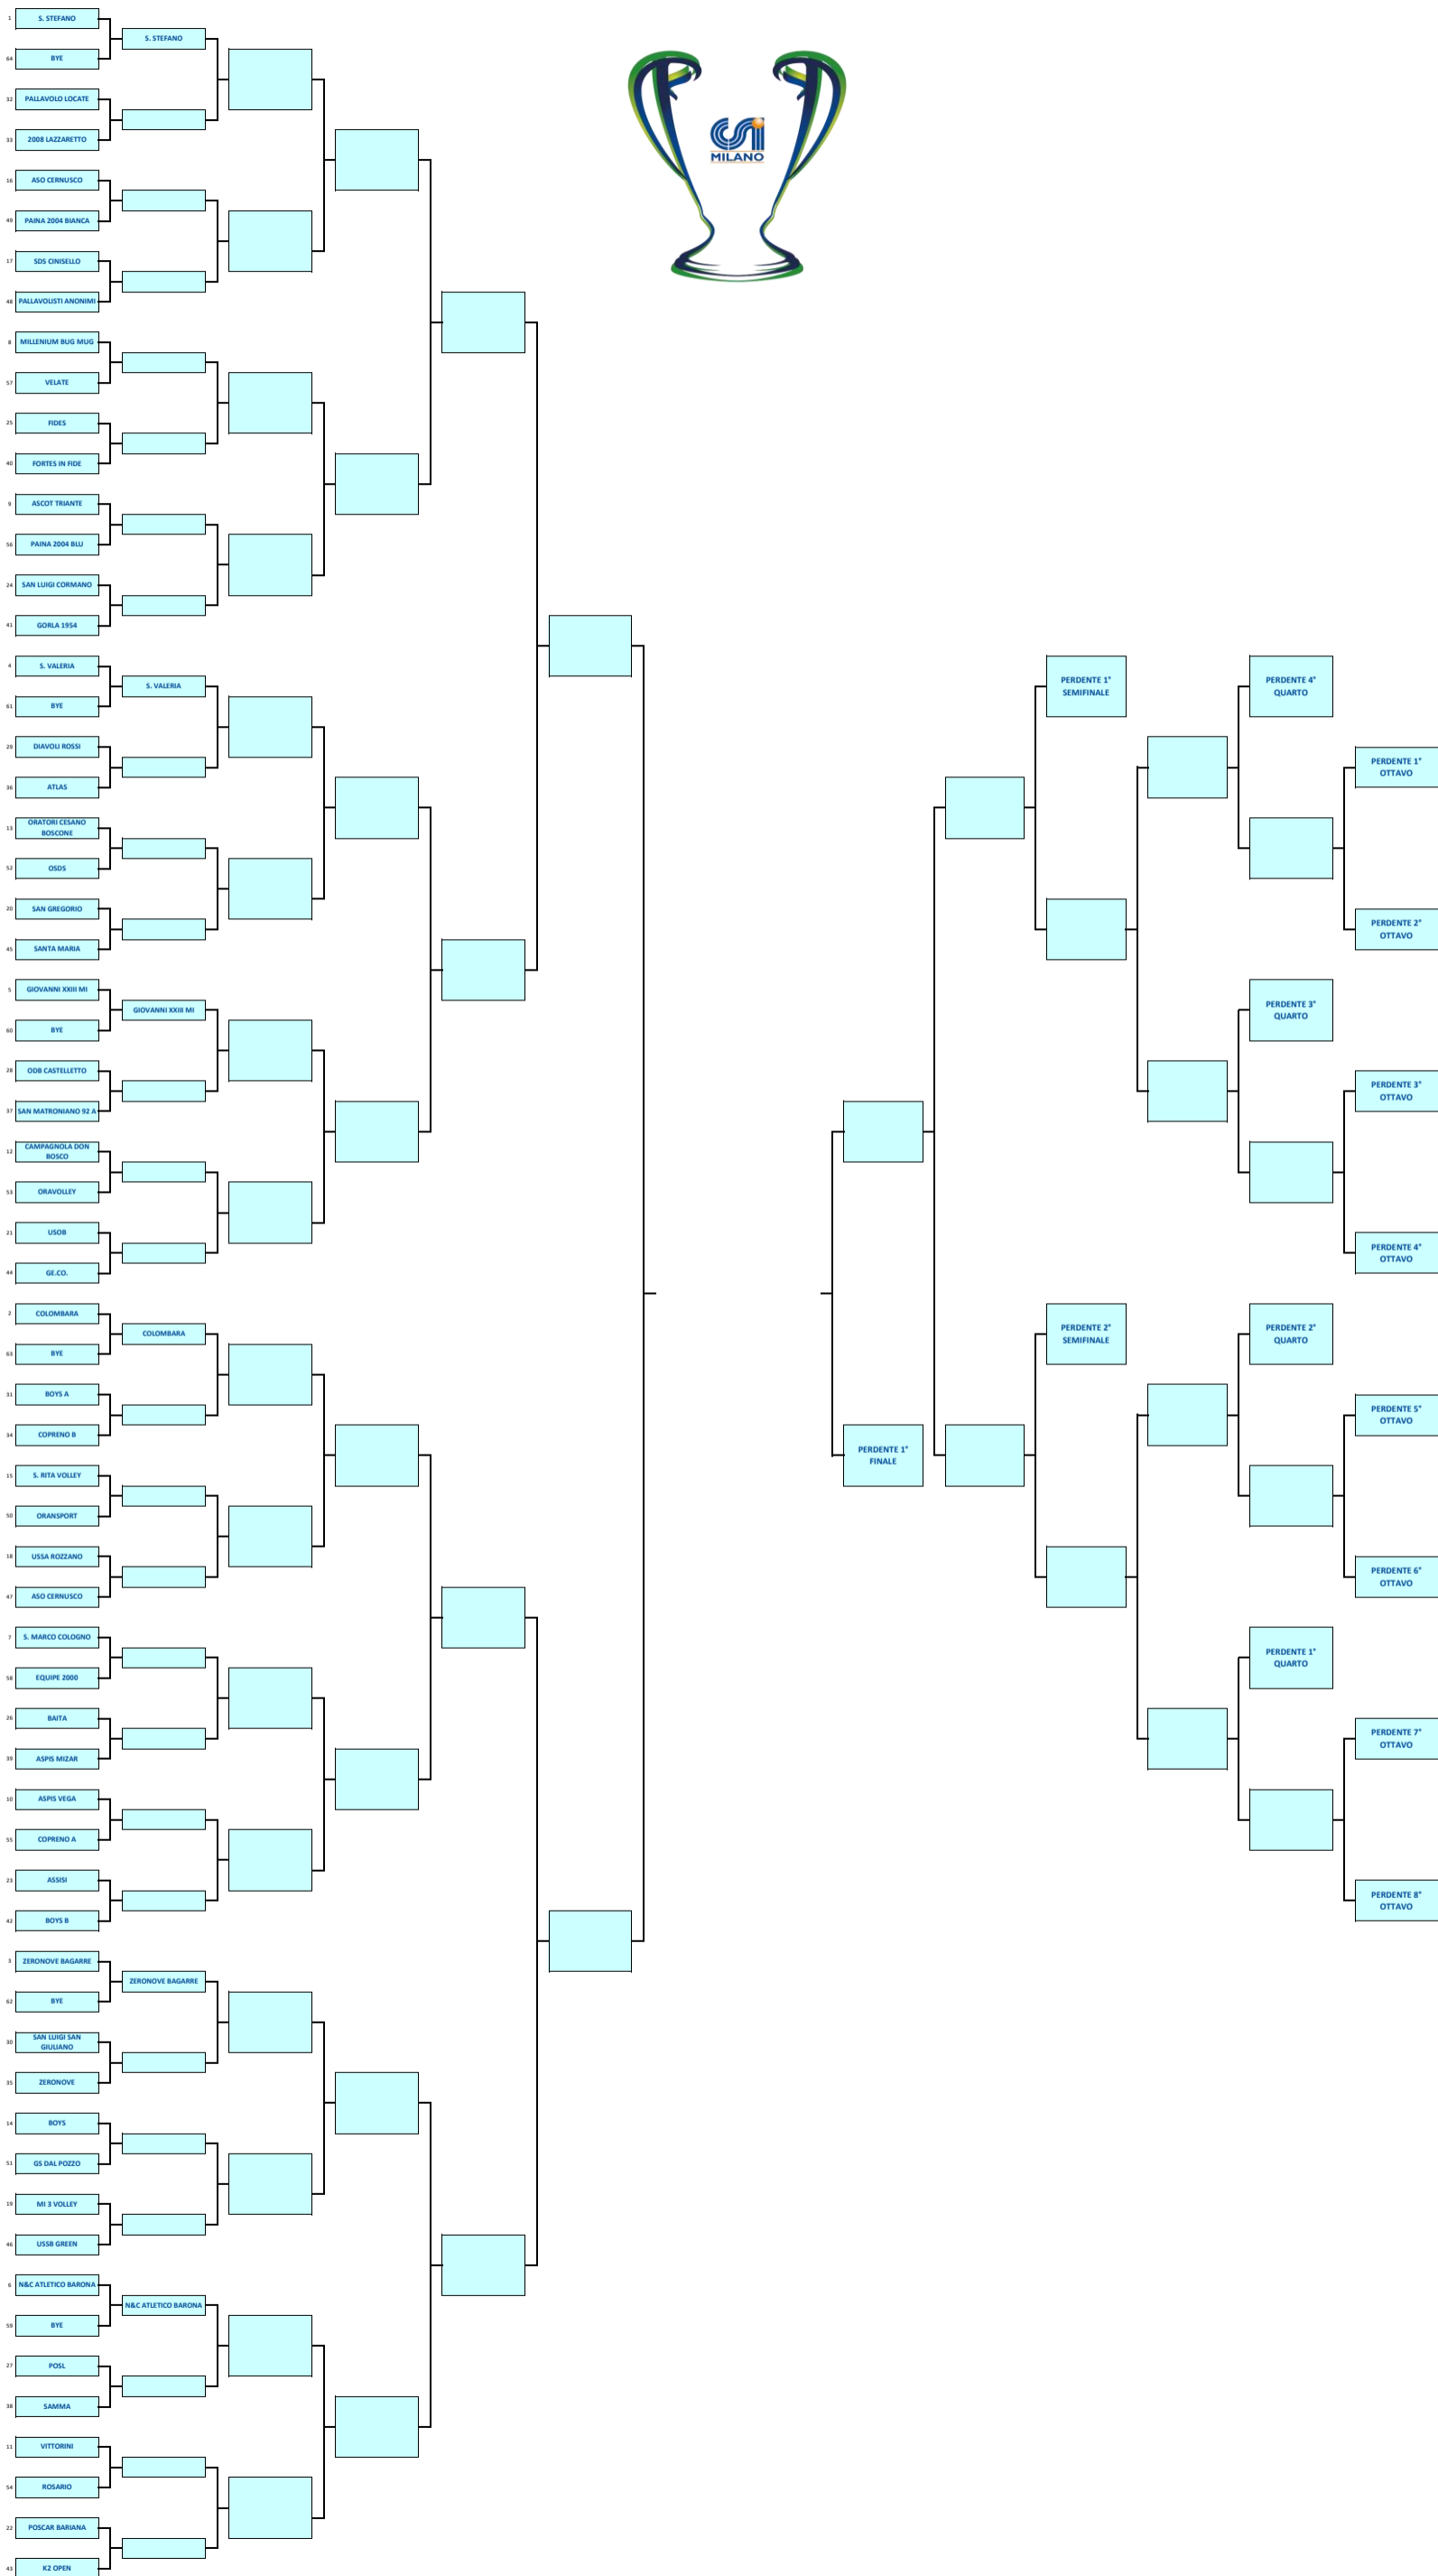 1
S. STEFANO
S. STEFANO
64
BYE
32
PALLAVOLO LOCATE
33
2008 LAZZARETTO
16
ASO CERNUSCO
49
PAINA 2004 BIANCA
17
SDS CINISELLO
48
PALLAVOLISTI ANONIMI
8
MILLENIUM BUG MUG
57
VELATE
25
FIDES
40
FORTES IN FIDE
9
ASCOT TRIANTE
56
PAINA 2004 BLU
24
SAN LUIGI CORMANO
41
GORLA 1954
4
S. VALERIA
S. VALERIA
61
BYE
29
DIAVOLI ROSSI
36
ATLAS
13
ORATORI CESANO
BOSCONE
52
OSDS
20
SAN GREGORIO
45
SANTA MARIA
5
GIOVANNI XXIII MI
GIOVANNI XXIII MI
60
BYE
28
ODB CASTELLETTO
37
SAN MATRONIANO 92 A
12
CAMPAGNOLA DON
BOSCO
53
ORAVOLLEY
21
USOB
44
GE.CO.
2
COLOMBARA
COLOMBARA
63
BYE
31
BOYS A
34
COPRENO B
15
S. RITA VOLLEY
50
ORANSPORT
18
USSA ROZZANO
47
ASO CERNUSCO
7
S. MARCO COLOGNO
58
EQUIPE 2000
26
BAITA
39
ASPIS MIZAR
10
ASPIS VEGA
55
COPRENO A
23
ASSISI
42
BOYS B
3
ZERONOVE BAGARRE
ZERONOVE BAGARRE
62
BYE
30
SAN LUIGI SAN
GIULIANO
35
ZERONOVE
14
BOYS
51
GS DAL POZZO
19
MI 3 VOLLEY
46
USSB GREEN
6
N&C ATLETICO BARONA
N&C ATLETICO BARONA
59
BYE
27
POSL
38
SAMMA
11
VITTORINI
54
ROSARIO
22
POSCAR BARIANA
43
K2 OPEN
CSI
MILANO
PERDENTE 1°
FINALE
PERDENTE 1°
SEMIFINALE
PERDENTE 2°
SEMIFINALE
PERDENTE 4°
QUARTO
PERDENTE 3°
QUARTO
PERDENTE 2°
QUARTO
PERDENTE 1°
QUARTO
PERDENTE 1°
OTTAVO
PERDENTE 2°
OTTAVO
PERDENTE 3°
OTTAVO
PERDENTE 4°
OTTAVO
PERDENTE 5°
OTTAVO
PERDENTE 6°
OTTAVO
PERDENTE 7°
OTTAVO
PERDENTE 8°
OTTAVO